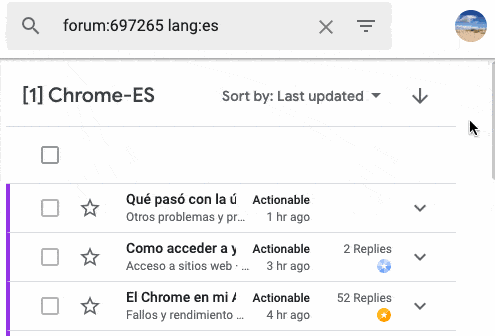 forum:697265 lang:es
[1] Chrome-ES
Sort by: Last updated
Qué pasó con la
Actionable
Otros problemas y pr...
1 hr ago
Como acceder a y
Actionable
2 Replies
Acceso a sitios web · ...
3 hr ago
El Chrome en mi
Actionable
52 Replies
Fallos y rendimiento ...
4 hr ago